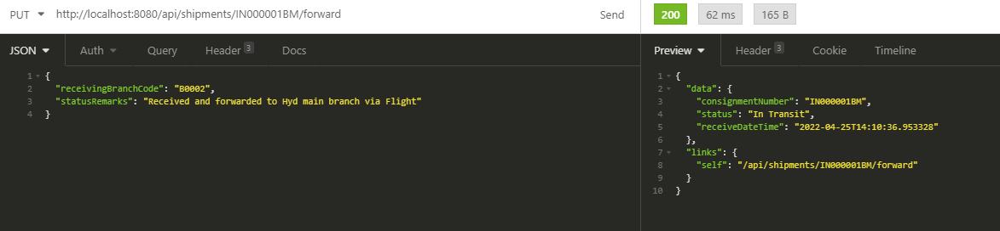 PUT http://localhost:8080/api/shipments/IN000001BM/forward Send
200 62 ms 165 B
JSON Auth Query Header 3 Docs
Preview Header 3 Cookie Timeline
1 {
2 "receivingBranchCode": "B0002",
3 "statusRemarks": "Received and forwarded to Hyd main branch via Flight"
4 }
1 {
2 "data": {
3 "consignmentNumber": "IN000001BM",
4 "status": "In Transit",
5 "receiveDateTime": "2022-04-25T14:10:36.953328"
6 },
7 "links": {
8 "self": "/api/shipments/IN000001BM/forward"
9 }
10 }